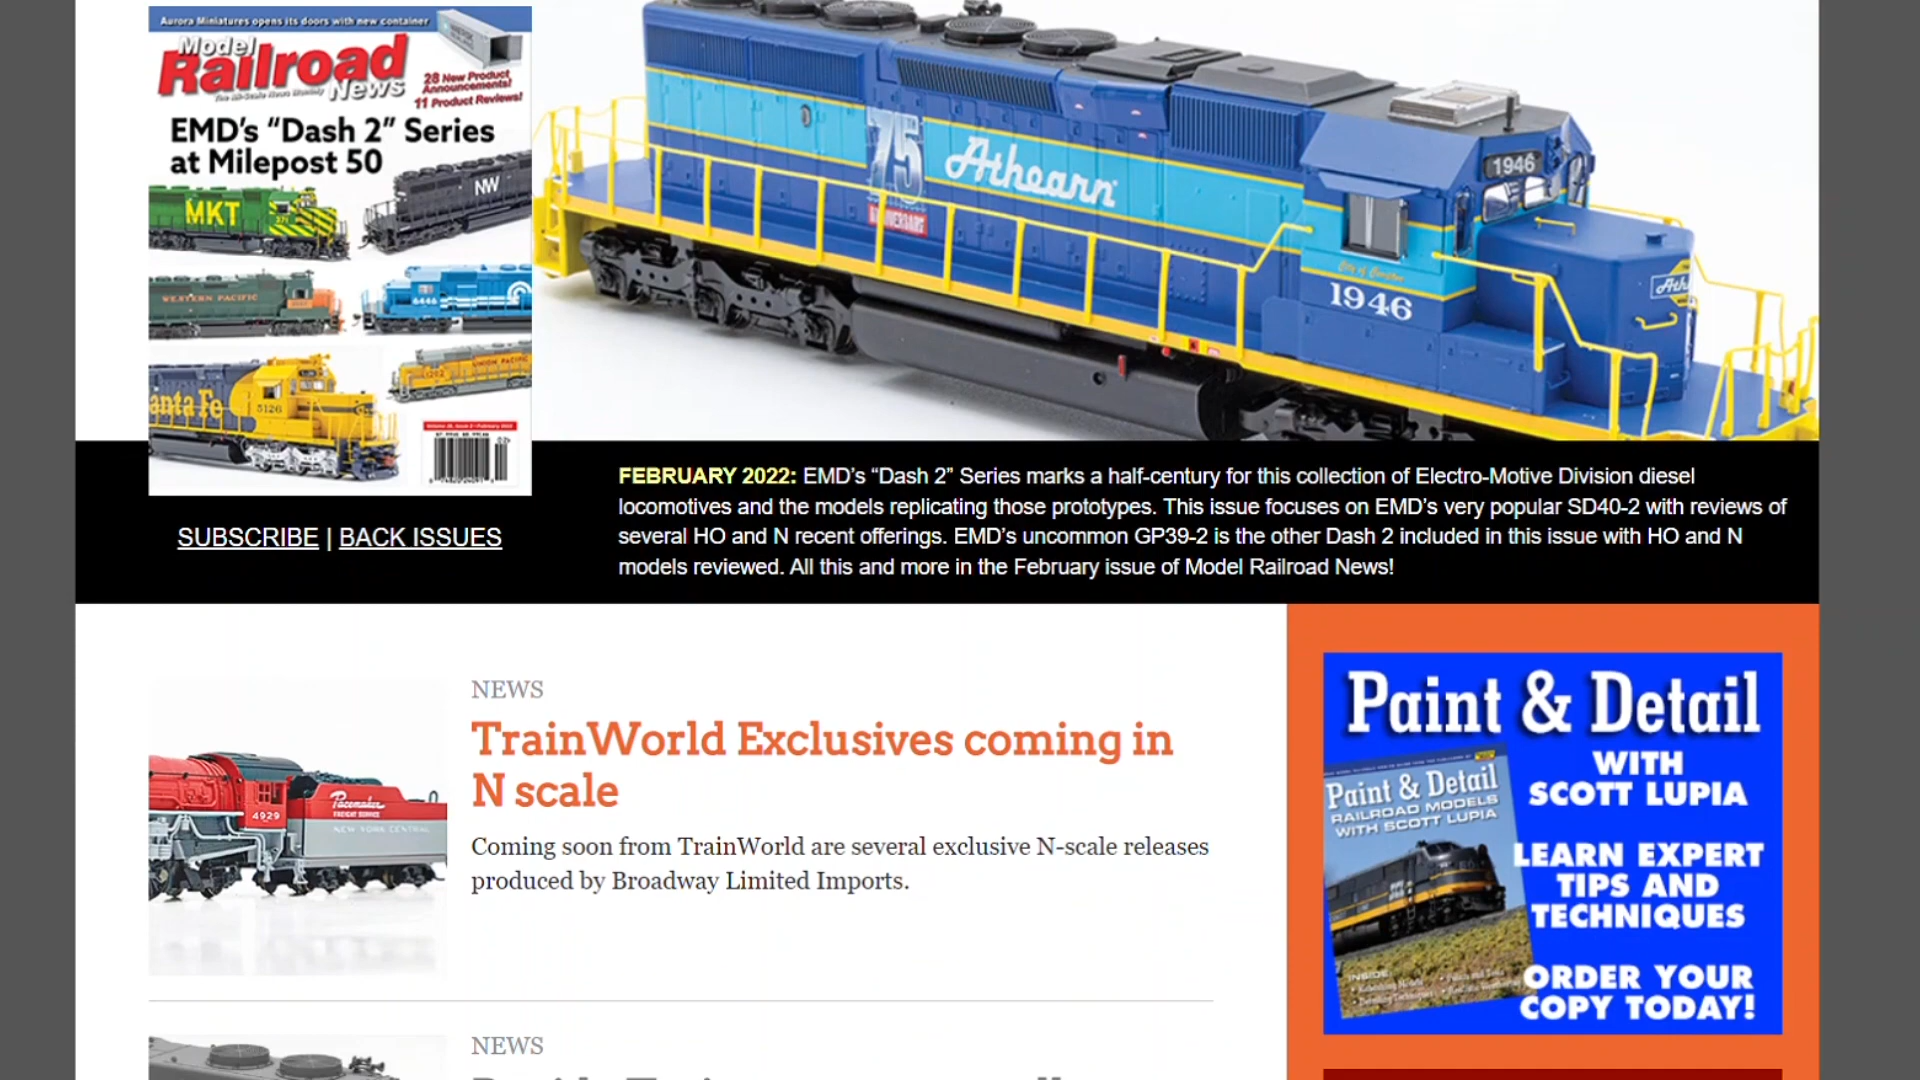 Aurora Miniatures opens its doors with new container
Model
Railroad
News
28 New Product
Announcements!
11 Product Reviews!
EMD's “Dash 2” Series
at Milepost 50
NW
MKT
WESTERN PACIFIC
6446
UNION PACIFIC
Santa Fe
5126
75
ANNIVERSARY
Athearn
1946
1946
SUBSCRIBE | BACK ISSUES
FEBRUARY 2022: EMD’s “Dash 2” Series marks a half-century for this collection of Electro-Motive Division diesel
locomotives and the models replicating those prototypes. This issue focuses on EMD’s very popular SD40-2 with reviews of
several HO and N recent offerings. EMD’s uncommon GP39-2 is the other Dash 2 included in this issue with HO and N
models reviewed. All this and more in the February issue of Model Railroad News!
NEWS
TrainWorld Exclusives coming in
N scale
Coming soon from TrainWorld are several exclusive N-scale releases
produced by Broadway Limited Imports.
4929
Pacemaker
FREIGHT SERVICE
NEW YORK CENTRAL
NEWS
Paint & Detail
WITH
SCOTT LUPIA
LEARN EXPERT
TIPS AND
TECHNIQUES
ORDER YOUR
COPY TODAY!
Paint & Detail
RAILROAD MODELS
WITH SCOTT LUPIA
INSIDE: